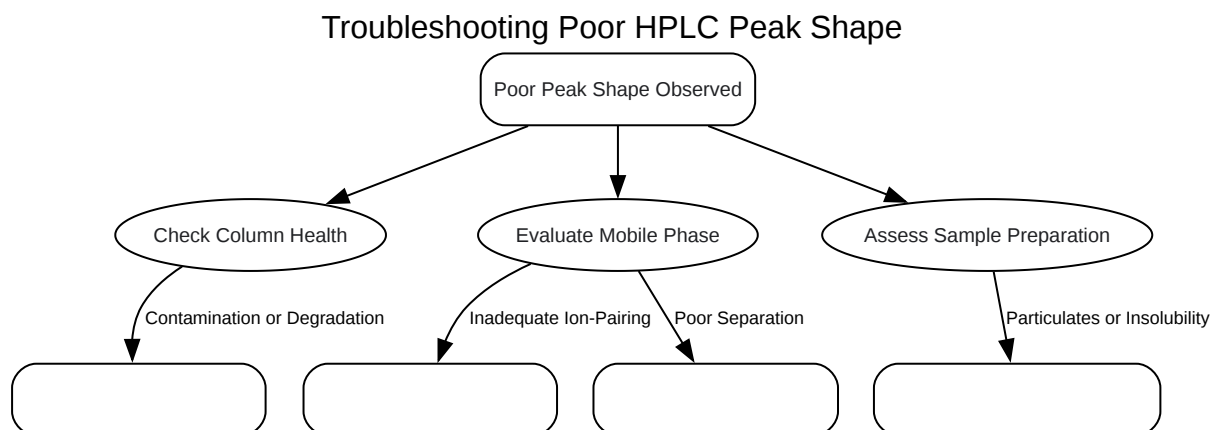 Troubleshooting Poor HPLC Peak Shape
Poor Peak Shape Observed
Check Column Health
Evaluate Mobile Phase
Assess Sample Preparation
Contamination or Degradation
Inadequate Ion-Pairing
Poor Separation
Particulates or Insolubility